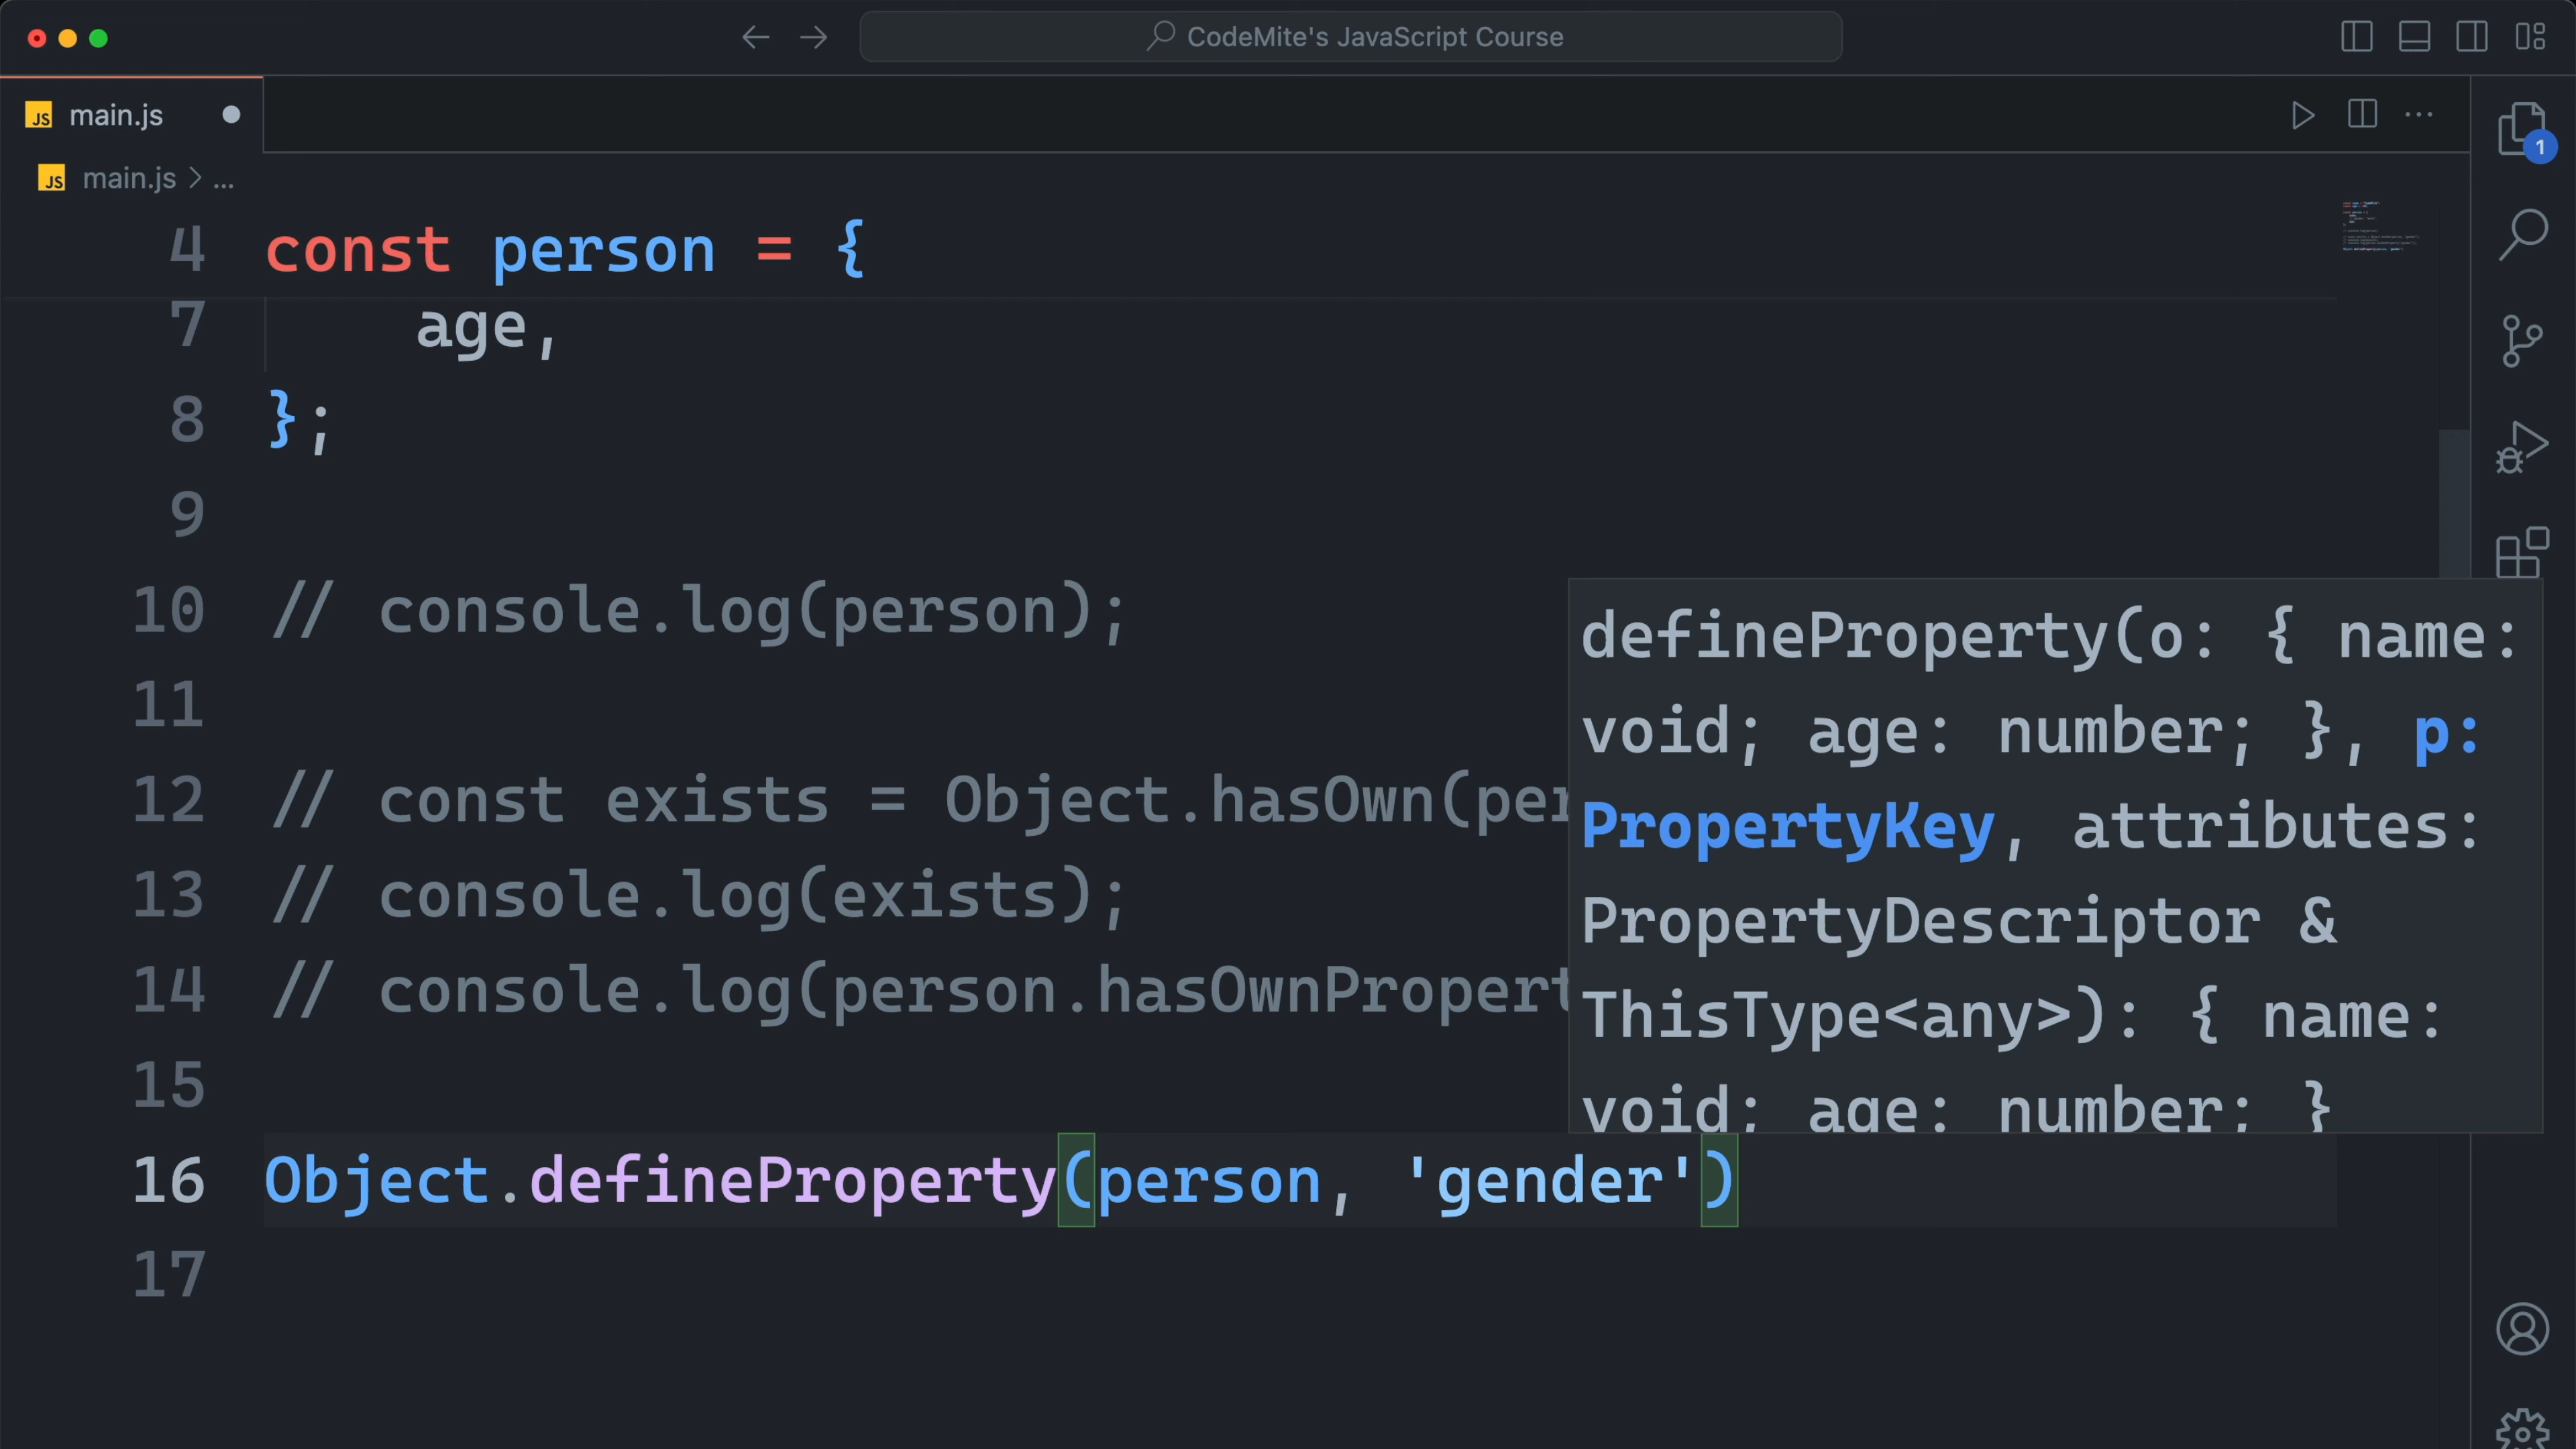 CodeMite's JavaScript Course
JS main.js
1
JS main.js > ...
4 const person = {
7 age,
8 };
9
10 // console.log(person);
11
12 // const exists = Object.hasOwn(per
13 // console.log(exists);
14 // console.log(person.hasOwnPropert
15
16 Object.defineProperty(person, 'gender')
17
defineProperty(o: { name:
void; age: number; }, p:
PropertyKey, attributes:
PropertyDescriptor &
ThisType<any>): { name:
void; age: number; }